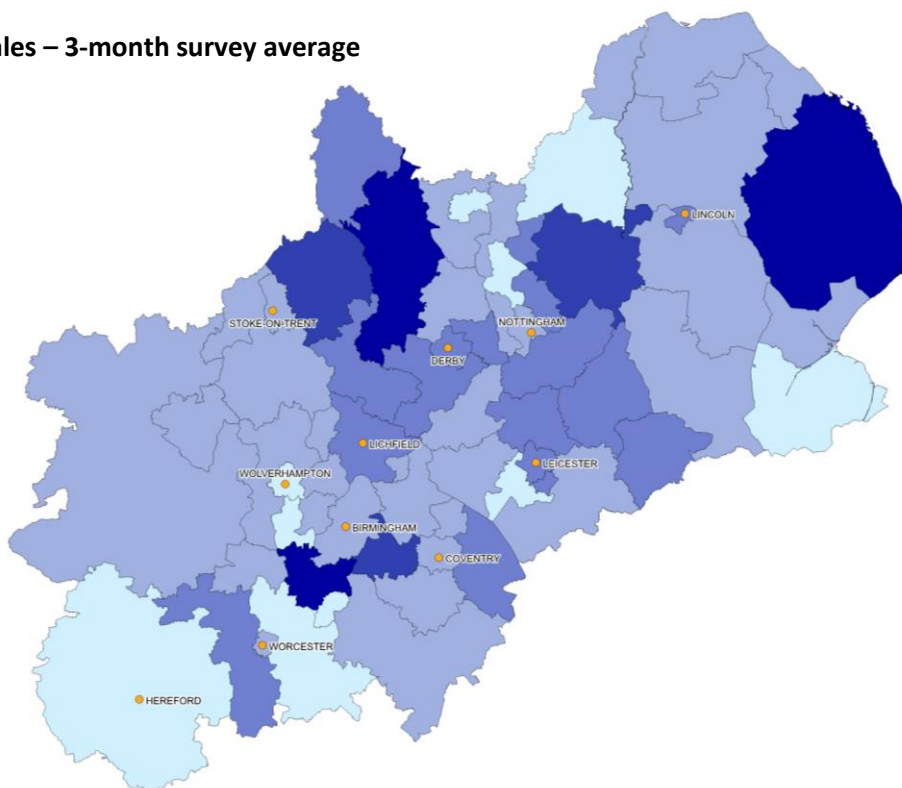 ales – 3-month survey average
LINCOLN
STOKE-ON-TRENT
NOTTINGHAM
DERBY
LICHFIELD
LEICESTER
WOLVERHAMPTON
BIRMINGHAM
COVENTRY
WORCESTER
HEREFORD